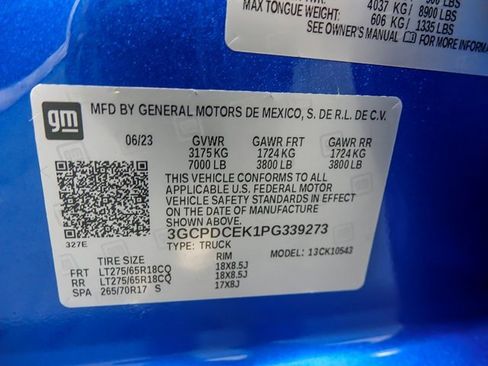 4037 KG/ 8900 LBS
MAX TONGUE WEIGHT:
606 KG/ 1335 LBS
SEE OWNER'S MANUAL FOR MORE
gm
MFD BY GENERAL MOTORS DE MEXICO, S. DE R.L. DE C.V.
06/23 GVWR GAWR FRT GAWR RR
3175 KG 1724 KG 1724 KG
7000 LB 3800 LB 3800 LB
THIS VEHICLE CONFORMS TO ALL
APPLICABLE U.S. FEDERAL MOTOR
VEHICLE SAFETY STANDARDS IN
EFFECT ON THE DATE OF MANUFACTURE
SHOWN ABOVE.
3GCPDCEK1PG339273
327E TYPE: TRUCK
TIRE SIZE RIM MODEL: 13CK10543
FRT LT275/65R18CQ 18X8.5J
RR LT275/65R18CQ 18X8.5J
SPA 265/70R17 S 17X8J